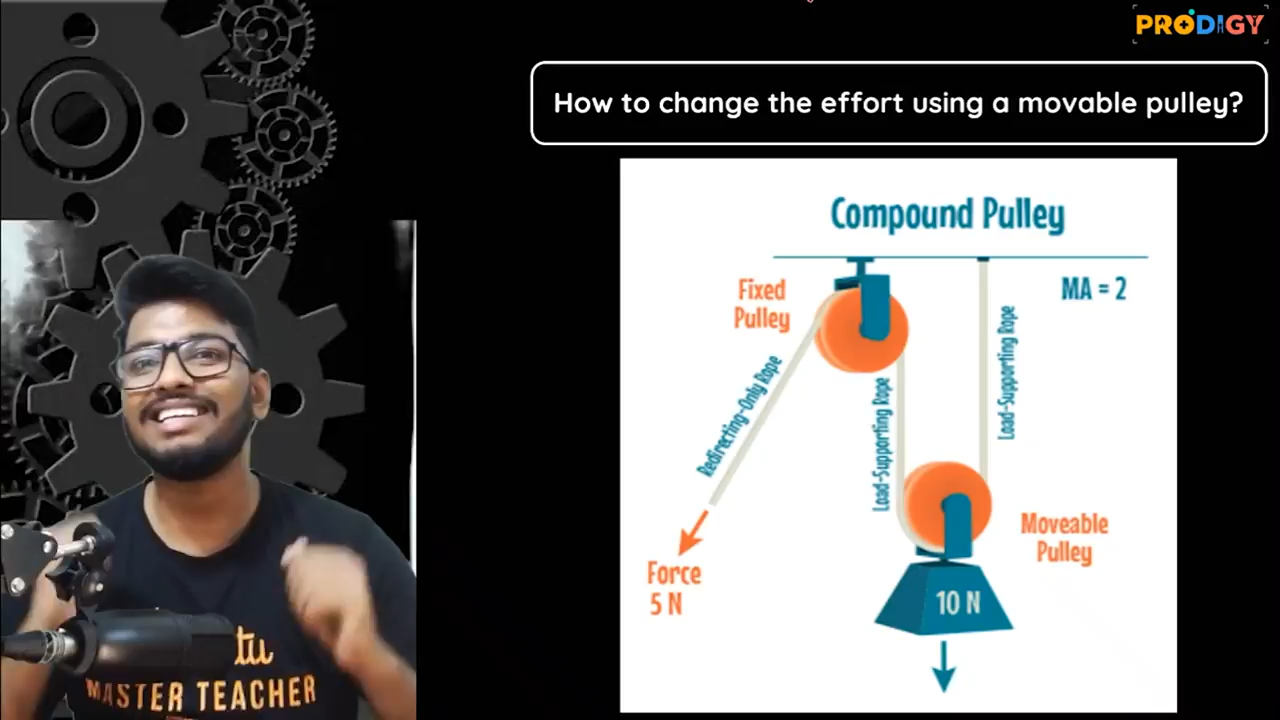 PRODIGY
How to change the effort using a movable pulley?
Compound Pulley
Fixed
Pulley
MA = 2
Redirecting-Only Rope
Load-Supporting Rope
Load-Supporting Rope
Moveable
Pulley
Force
5 N
10 N
tu
MASTER TEACHER